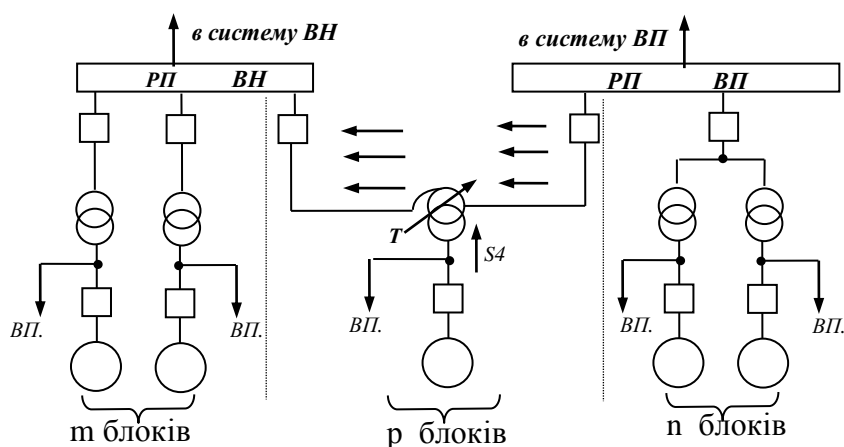 в систему ВН
в систему ВП
РП ВН
РП ВП
T
S4
ВП.
ВП.
ВП.
ВП.
ВП.
m блоків
p блоків
n блоків